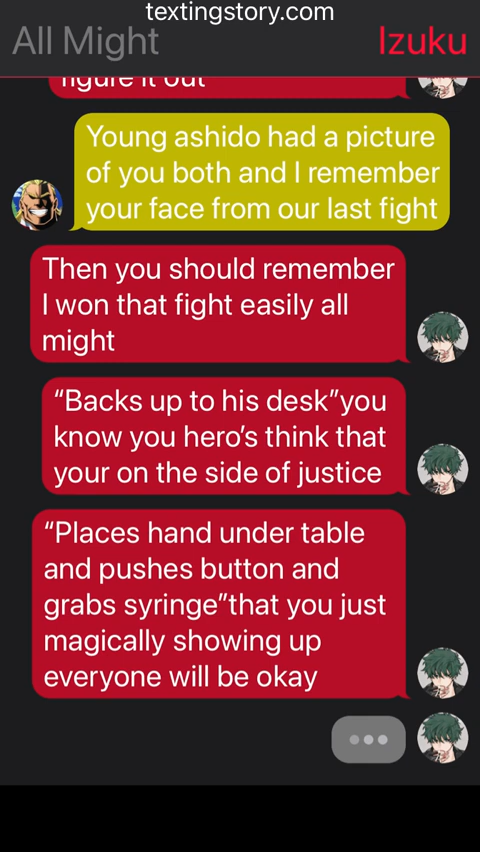 textingstory.com
All Might
Izuku
figure it out
Young ashido had a picture
of you both and I remember
your face from our last fight
Then you should remember
I won that fight easily all
might
“Backs up to his desk”you
know you hero’s think that
your on the side of justice
“Places hand under table
and pushes button and
grabs syringe”that you just
magically showing up
everyone will be okay